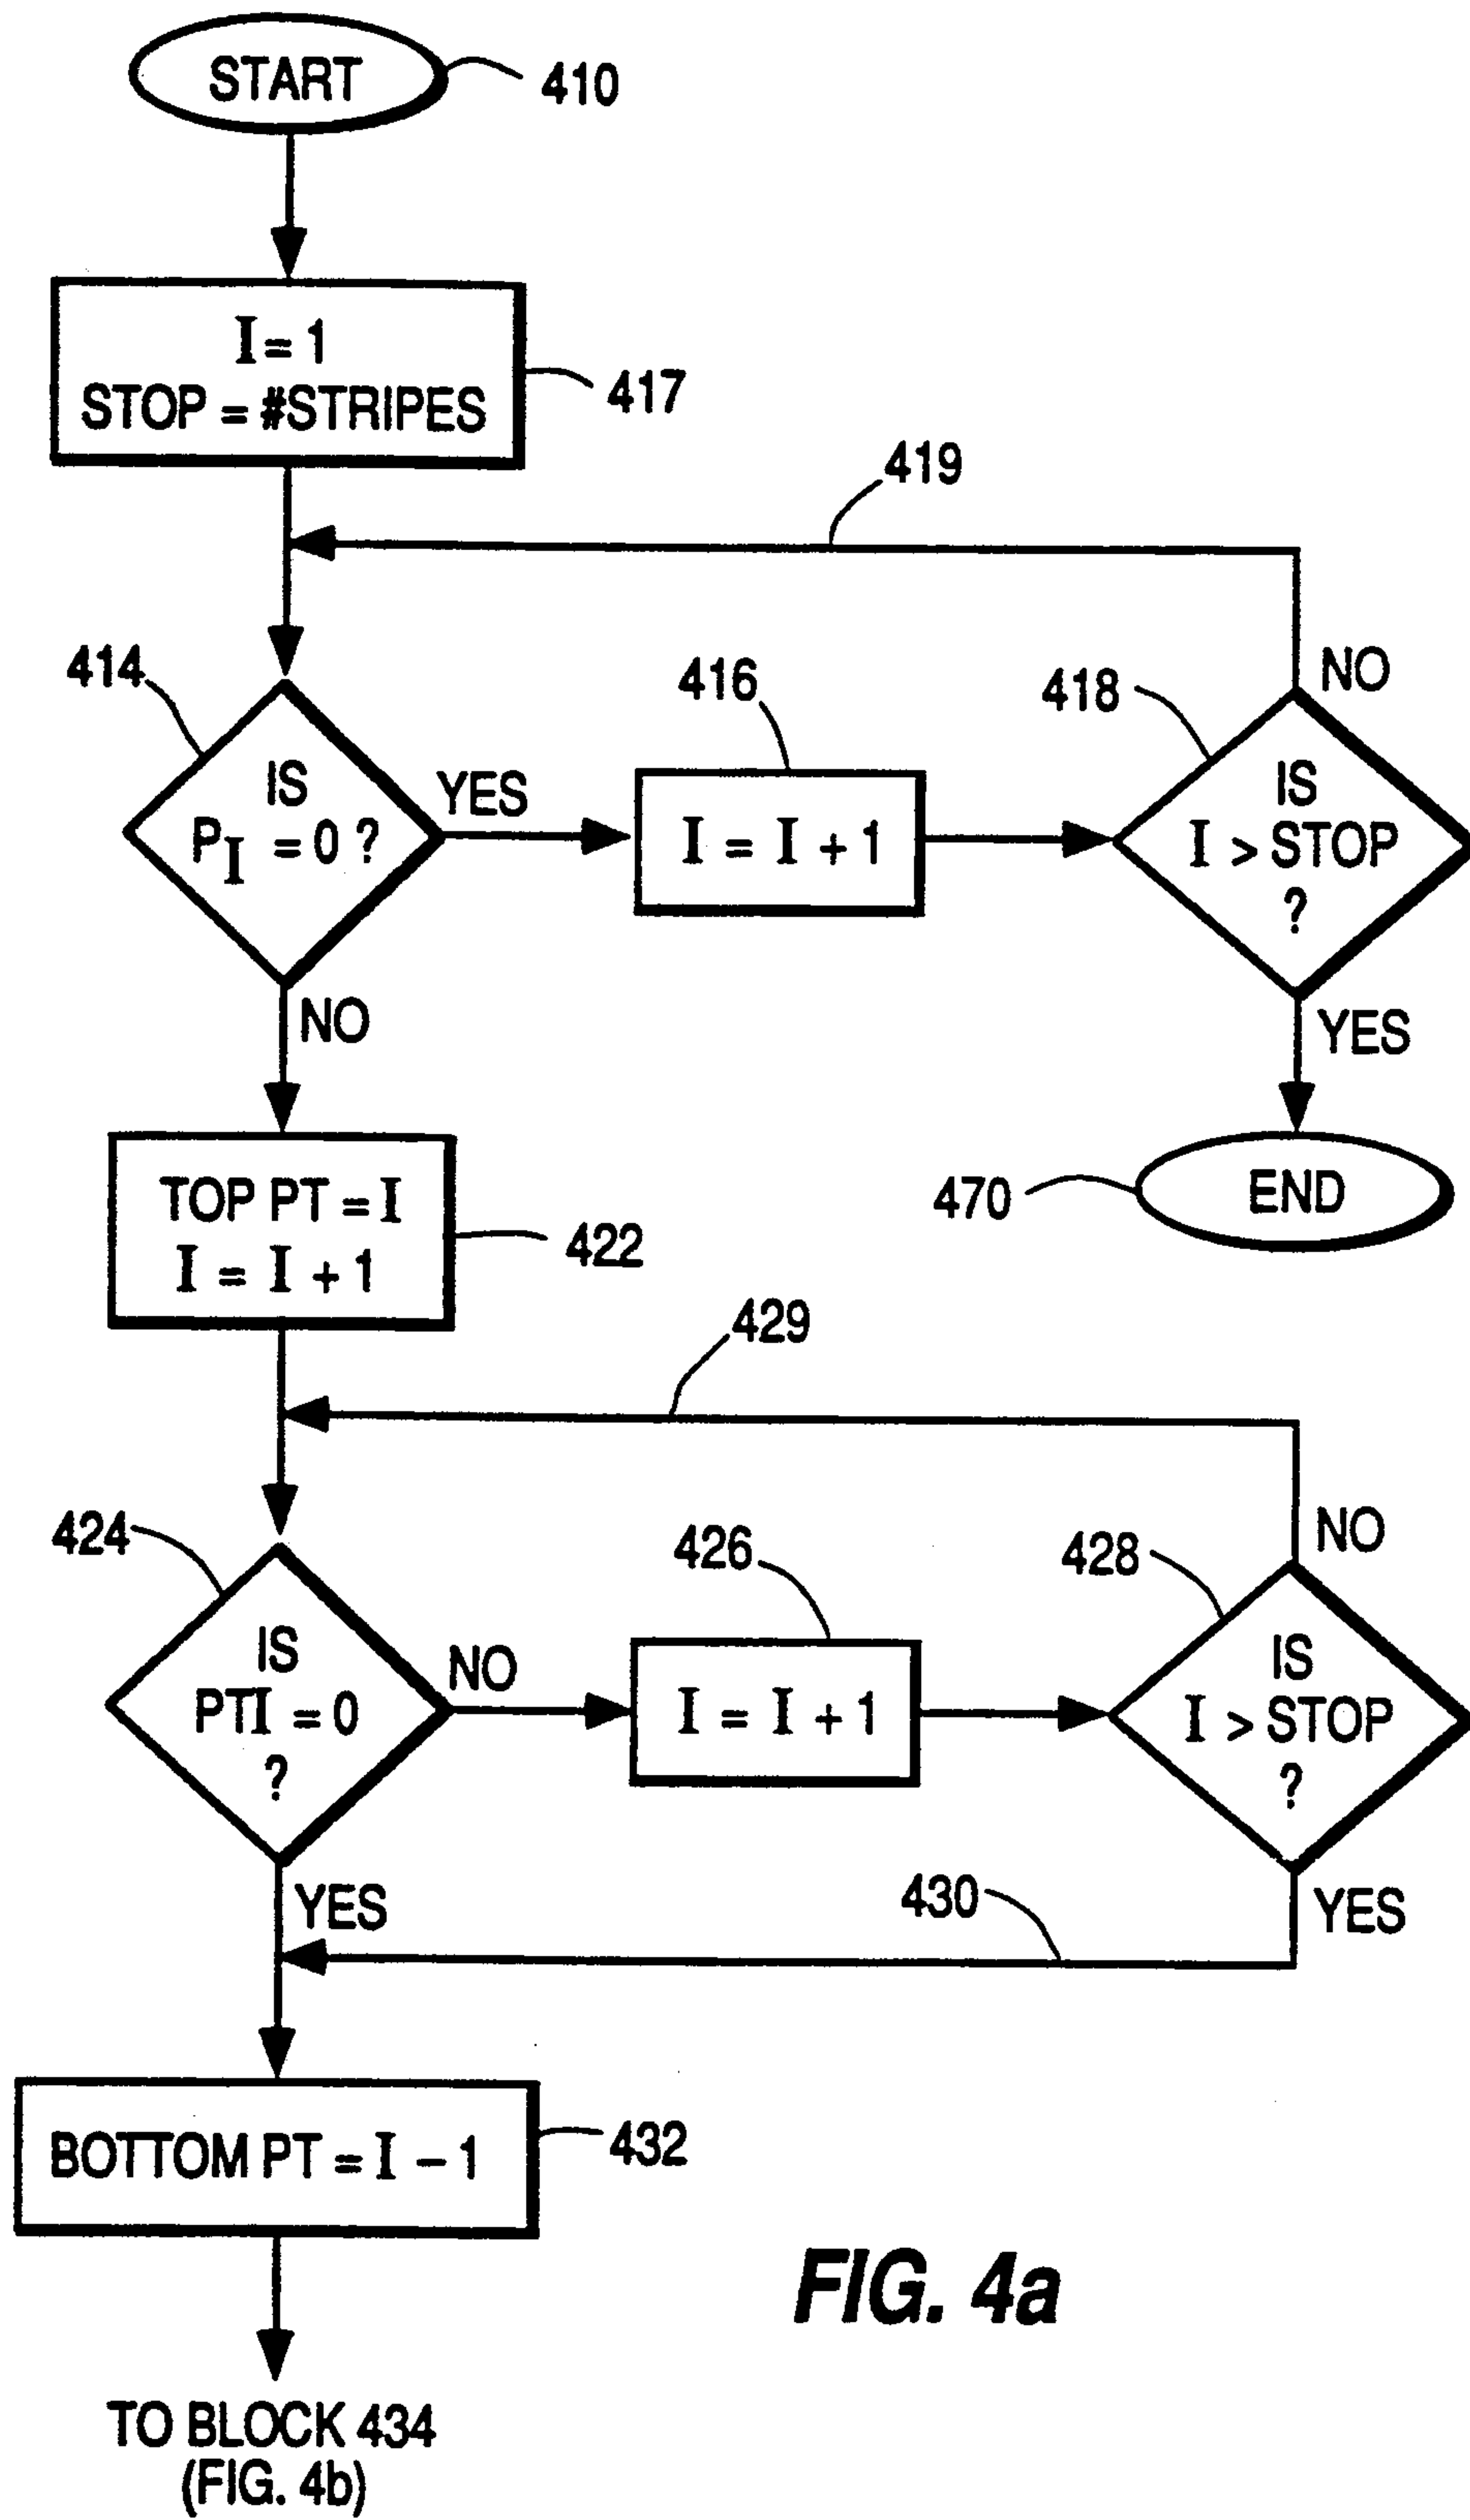 START
410
I = 1
STOP = #STRIPES
417
419
414
IS
P_I = 0 ?
YES
416
I = I + 1
418
IS
I > STOP
?
NO
NO
YES
TOP PT = I
I = I + 1
422
470
END
429
424
IS
PTI = 0
?
NO
426
I = I + 1
428
IS
I > STOP
?
NO
YES
430
YES
BOTTOM PT = I - 1
432
FIG. 4a
TO BLOCK 434
(FIG. 4b)